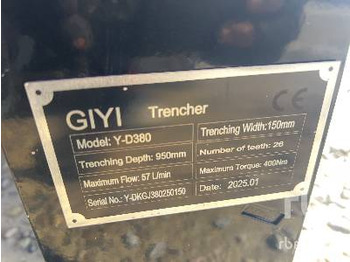 GIYI Trencher CE
Model: Y-D380
Trenching Width:150mm
Trenching Depth: 950mm
Number of teeth: 26
Maximum Flow: 57 L/min
Maximum Torque: 400Nm
Serial No.: Y-DKGJ380250150
Date: 2025.01